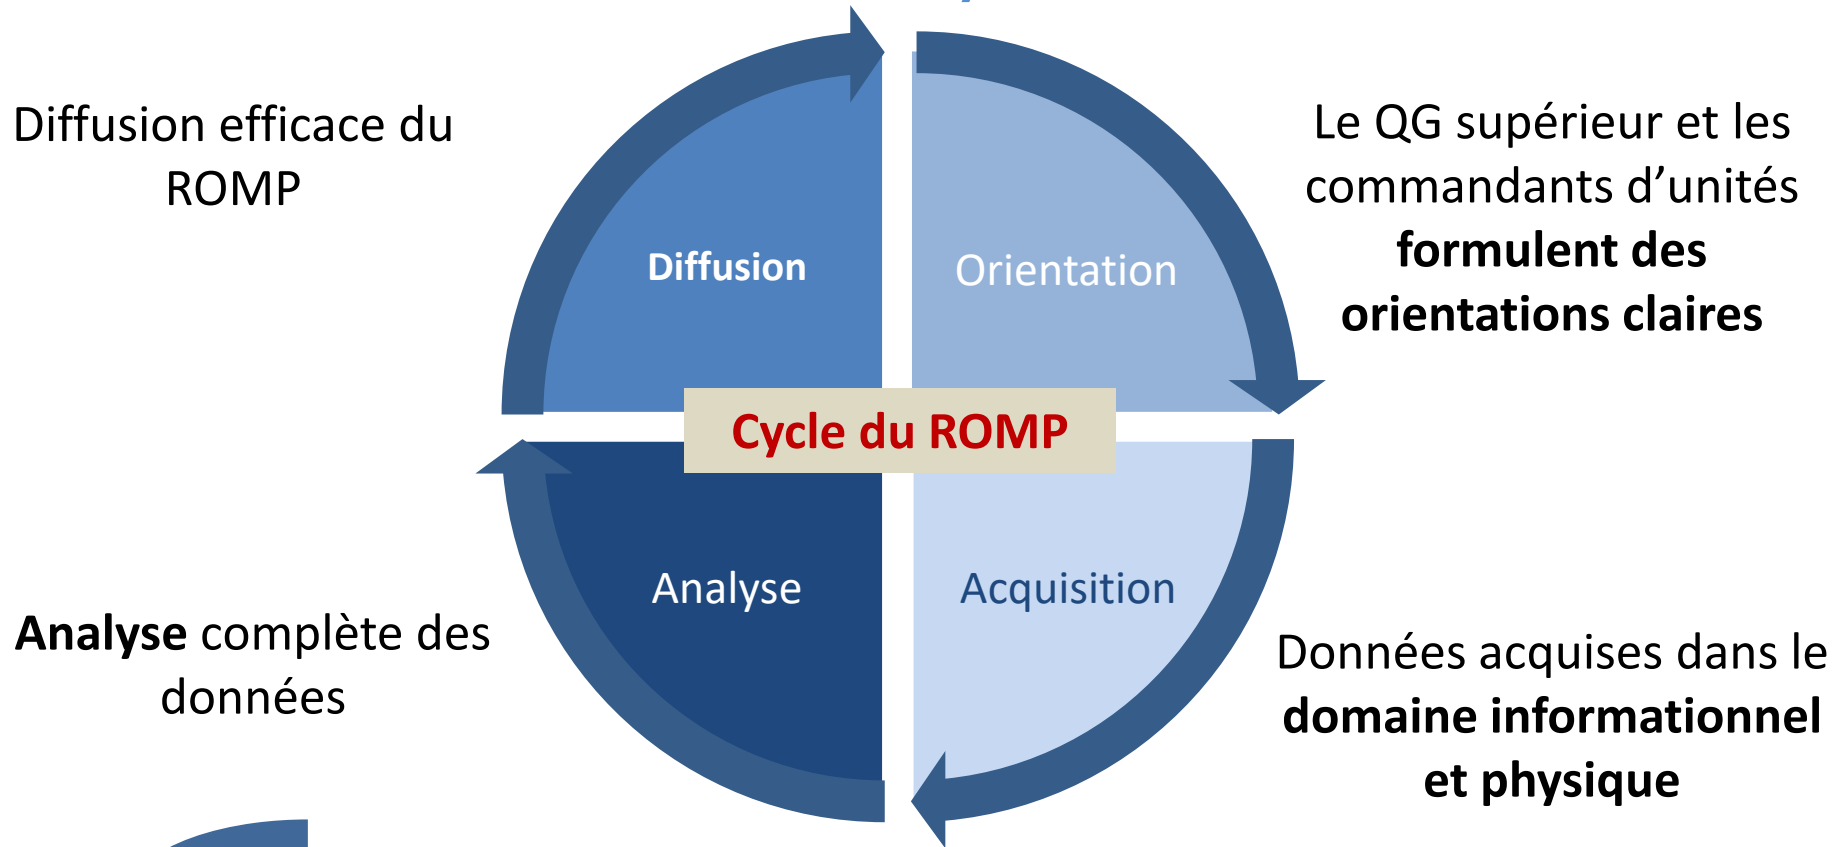 Diffusion efficace du
ROMP
Le QG supérieur et les
commandants d’unités
formulent des
orientations claires
Diffusion
Orientation
Cycle du ROMP
Analyse
Acquisition
Analyse complète des
données
Données acquises dans le
domaine informationnel
et physique